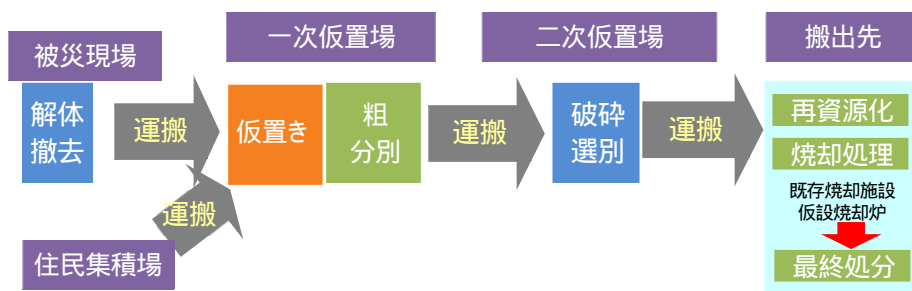 被災現場
解体
撤去
運搬
運搬
住民集積場
一次仮置場
仮置き
粗
分別
運搬
二次仮置場
破砕
選別
運搬
搬出先
再資源化
焼却処理
既存焼却施設
仮設焼却炉
最終処分